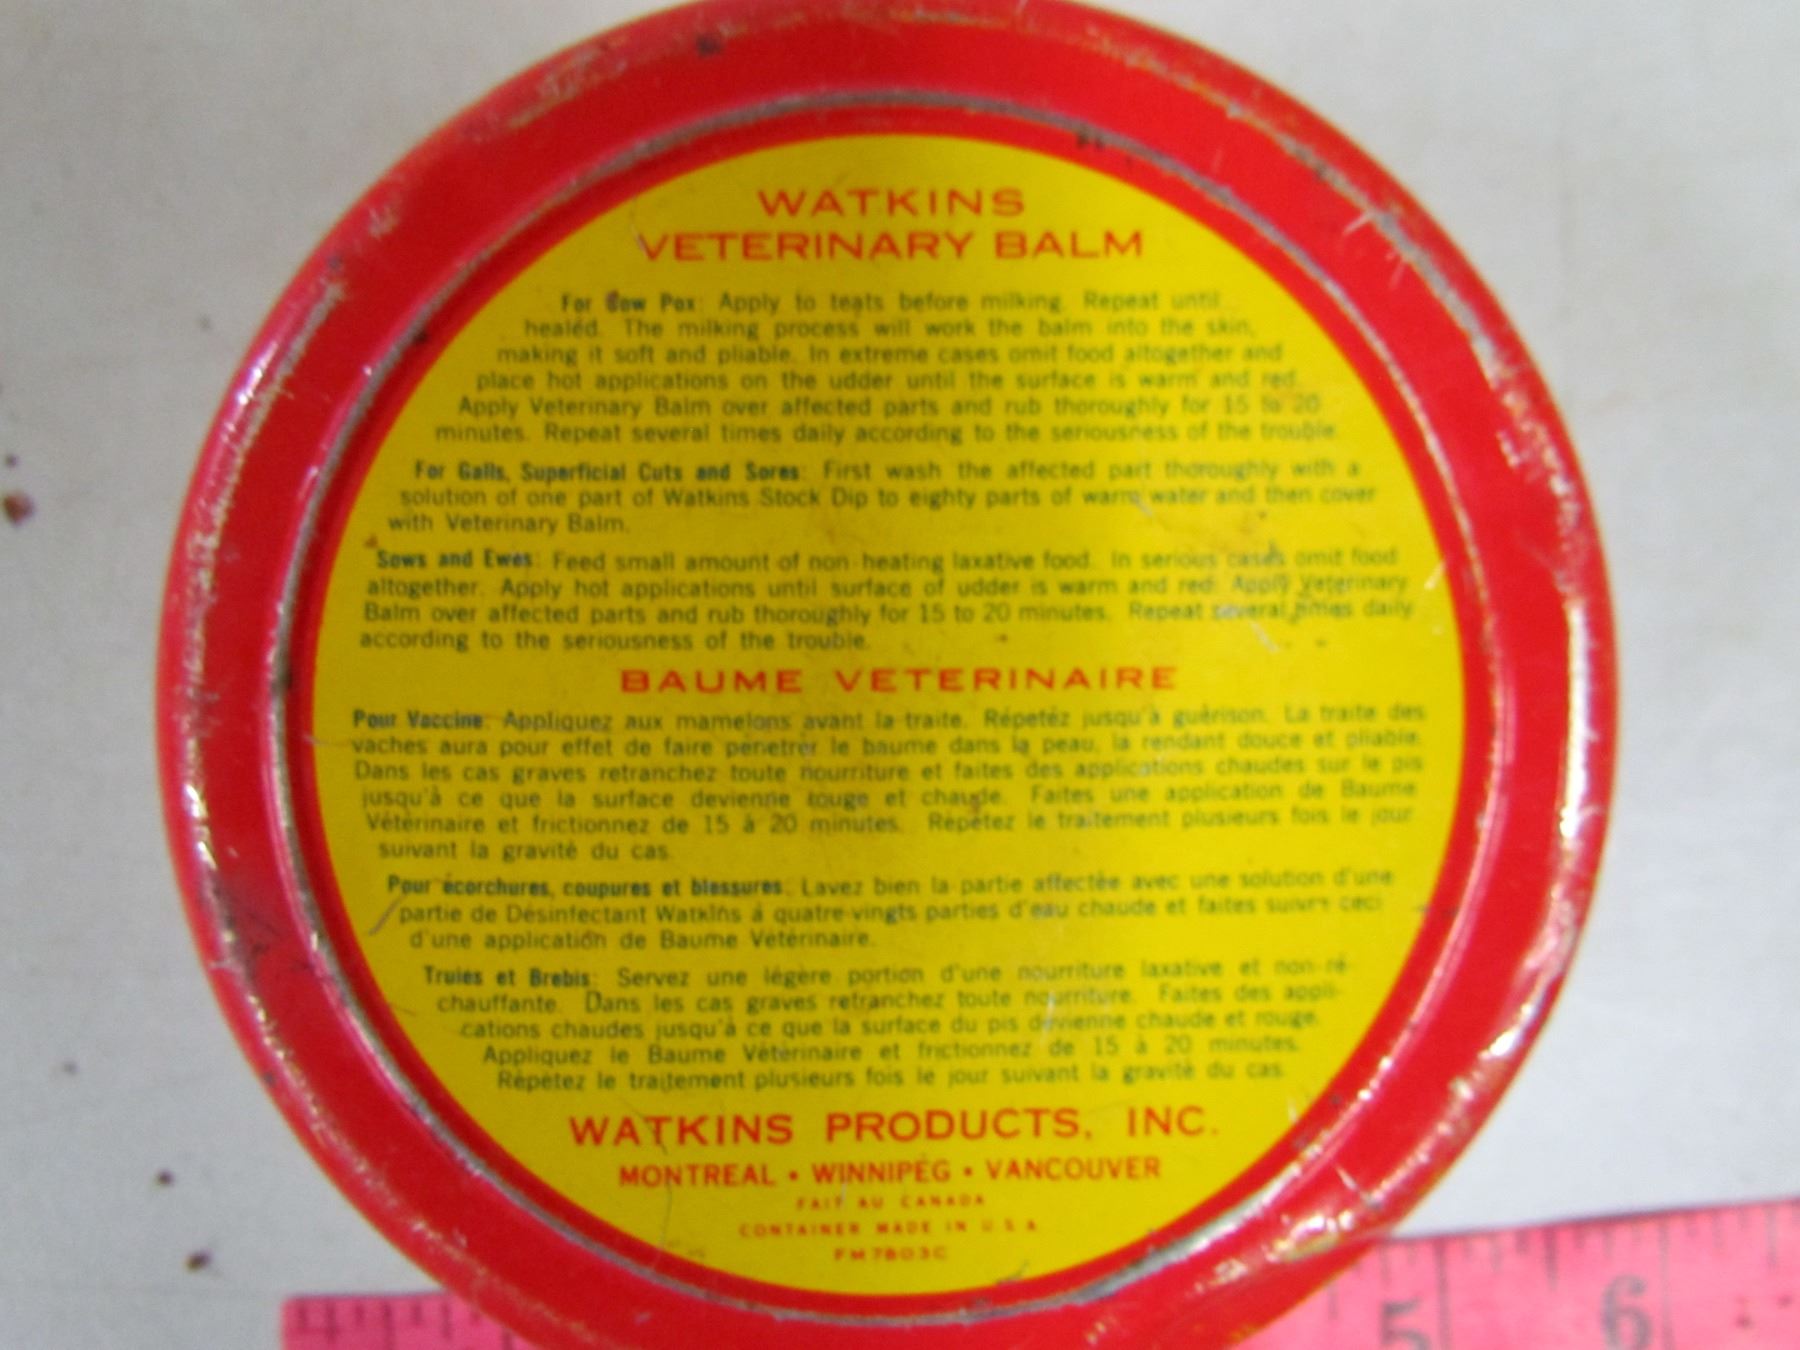 WATKINS
VETERINARY BALM
For Cow Pox: Apply to teats before milking. Repeat until
healed. The milking process will work the balm into the skin,
making it soft and pliable. In extreme cases omit food altogether and
place hot applications on the udder until the surface is warm and red.
Apply Veterinary Balm over affected parts and rub thoroughly for 15 to 20
minutes. Repeat several times daily according to the seriousness of the trouble.
For Galls, Superficial Cuts and Sores: First wash the affected part thoroughly with a
solution of one part of Watkins Stock Dip to eighty parts of warm water and then cover
with Veterinary Balm.
Sows and Ewes: Feed small amount of non-heating laxative food. In serious cases omit food
altogether. Apply hot applications until surface of udder is warm and red. Apply Veterinary
Balm over affected parts and rub thoroughly for 15 to 20 minutes. Repeat several times daily
according to the seriousness of the trouble.
BAUME VETERINAIRE
Pour Vaccine: Appliquez aux mamelons avant la traite. Répétéz jusqu'à guérison. La traite des
vaches aura pour effet de faire pénétrer le baume dans la peau, la rendant douce et pliable.
Dans les cas graves retranchez toute nourriture et faites des applications chaudes sur le pis
jusqu'à ce que la surface devienne rouge et chaude. Faites une application de Baume
Vétérinaire et frictionnez de 15 à 20 minutes. Répétez le traitement plusieurs fois le jour
suivant la gravité du cas.
Pour écorchures, coupures et blessures: Lavez bien la partie affectée avec une solution d'une
partie de Désinfectant Watkins à quatre-vingts parties d'eau chaude et faites suivre ceci
d'une application de Baume Vétérinaire.
Truies et Brebis: Servez une légère portion d'une nourriture laxative et non-ré-
chauffante. Dans les cas graves retranchez toute nourriture. Faites des appli-
cations chaudes jusqu'à ce que la surface du pis devienne chaude et rouge.
Appliquez le Baume Vétérinaire et frictionnez de 15 à 20 minutes.
Répétez le traitement plusieurs fois le jour suivant la gravité du cas.
WATKINS PRODUCTS, INC.
MONTREAL • WINNIPEG • VANCOUVER
FAIT AU CANADA
CONTAINER MADE IN U.S.A.
FM7803C
5 6